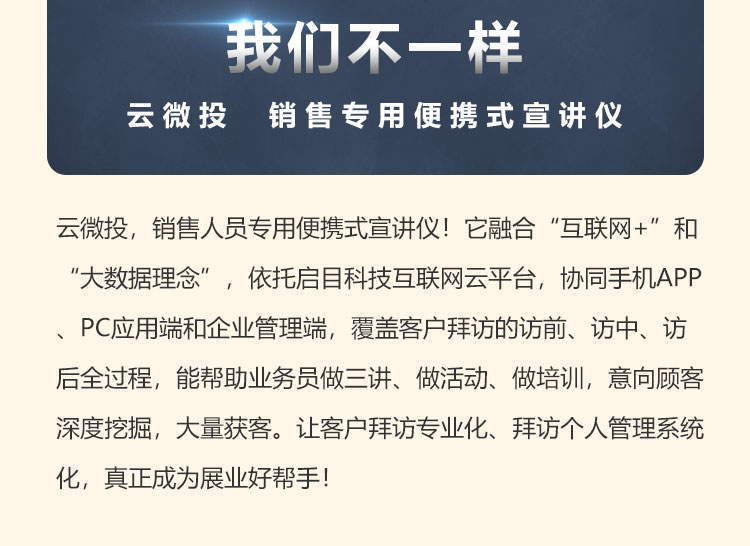 我们不一样
云微投 销售专用便携式宣讲仪
云微投，销售人员专用便携式宣讲仪！它融合“互联网+”和
“大数据理念”，依托启目科技互联网云平台，协同手机APP
、PC应用端和企业管理端，覆盖客户拜访的访前、访中、访
后全过程，能帮助业务员做三讲、做活动、做培训，意向顾客
深度挖掘，大量获客。让客户拜访专业化、拜访个人管理系统
化，真正成为展业好帮手！